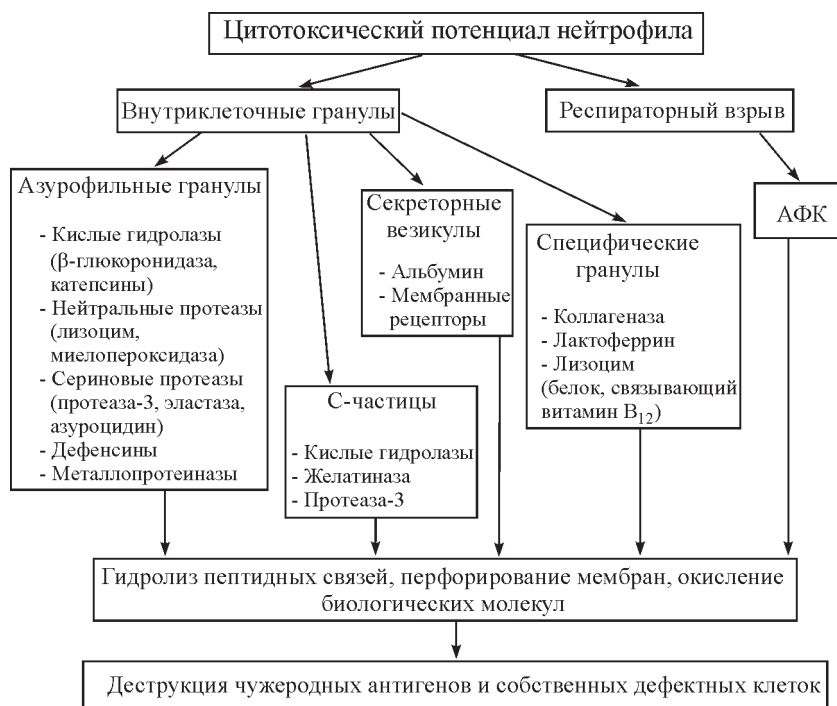 Цитотоксический потенциал нейтрофила
Внутриклеточные гранулы
Респираторный взрыв
Азурофильные гранулы
- Кислые гидролазы
(β-глюкоронидаза,
катепсины)
- Нейтральные протеазы
(лизоцим,
миелопероксидаза)
- Сериновые протеазы
(протеаза-3, эластаза,
азуроцидин)
- Дефенсины
- Металлопротеиназы
С-частицы
- Кислые гидролазы
- Желатиназа
- Протеаза-3
Секреторные
везикулы
- Альбумин
- Мембранные
рецепторы
Специфические
гранулы
- Коллагеназа
- Лактоферрин
- Лизоцим
(белок, связывающий
витамин B12)
АФК
Гидролиз пептидных связей, перфорирование мембран, окисление
биологических молекул
Деструкция чужеродных антигенов и собственных дефектных клеток